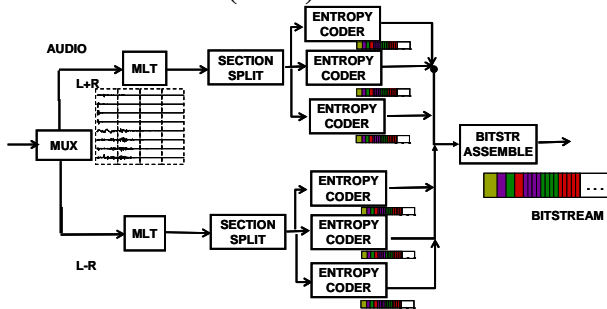 AUDIO
L+R
MUX
MLT
SECTION
SPLIT
ENTROPY
CODER
ENTROPY
CODER
ENTROPY
CODER
L-R
MLT
SECTION
SPLIT
ENTROPY
CODER
ENTROPY
CODER
ENTROPY
CODER
BITSTR
ASSEMBLE
...
BITSTREAM